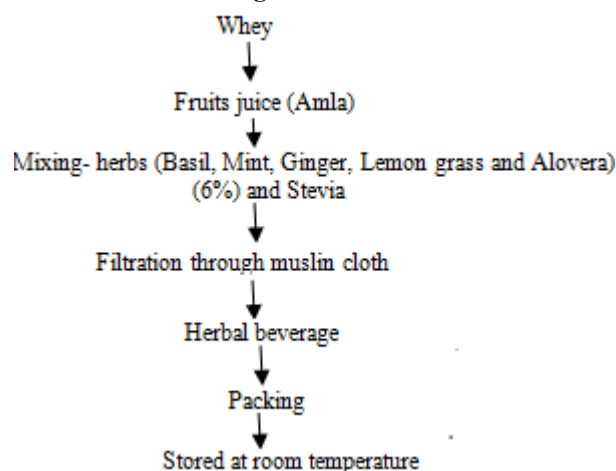 Whey
Fruits juice (Amla)
Mixing- herbs (Basil, Mint, Ginger, Lemon grass and Alovera)
(6%) and Stevia
Filtration through muslin cloth
Herbal beverage
Packing
Stored at room temperature